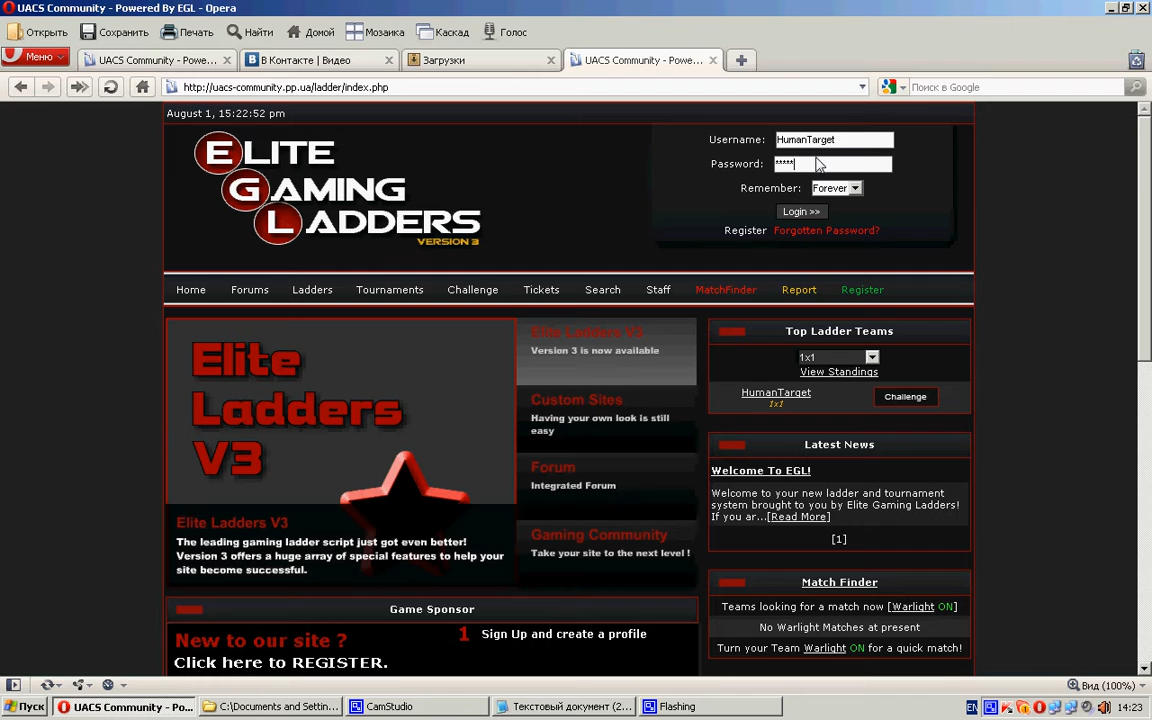 UACS Community - Powered By EGL - Opera
Открыть Сохранить Печать Найти Домой Мозаика Каскад Голос
Меню UACS Community - Powe... В Контакте | Видео Загрузки UACS Community - Powe...
http://uacs-community.pp.ua/ladder/index.php Поиск в Google
August 1, 15:22:52 pm
ELITE
GAMING
LADDERS
VERSION 3
Username: HumanTarget
Password: *****
Remember: Forever
Login >>
Register Forgotten Password?
Home Forums Ladders Tournaments Challenge Tickets Search Staff MatchFinder Report Register
Elite
Ladders
V3
Elite Ladders V3
The leading gaming ladder script just got even better!
Version 3 offers a huge array of special features to help your
site become successful.
Elite Ladders V3
Version 3 is now available
Custom Sites
Having your own look is still
easy
Forum
Integrated Forum
Gaming Community
Take your site to the next level !
Top Ladder Teams
1x1
View Standings
HumanTarget
1x1
Challenge
Latest News
Welcome To EGL!
Welcome to your new ladder and tournament
system brought to you by Elite Gaming Ladders!
If you ar...[Read More]
[1]
Match Finder
Teams looking for a match now [Warlight ON]
No Warlight Matches at present
Turn your Team Warlight ON for a quick match!
Game Sponsor
New to our site ?
Click here to REGISTER.
1 Sign Up and create a profile
Вид (100%)
Пуск UACS Community - Po... C:\Documents and Settin... CamStudio Текстовый документ (2... Flashing EN 14:23